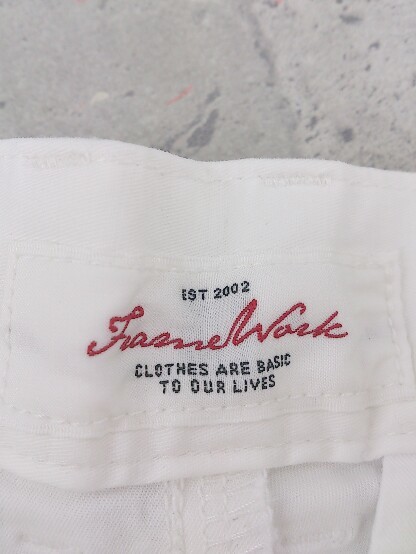 EST 2002
FrameWork
CLOTHES ARE BASIC
TO OUR LIVES